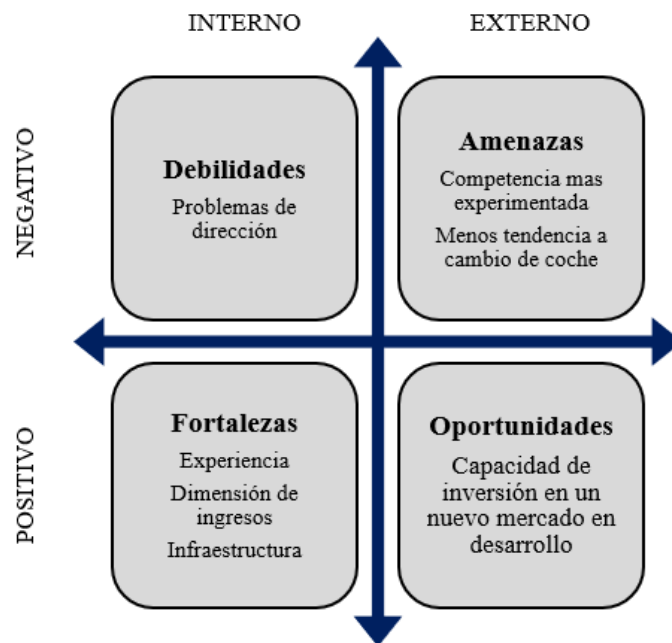 INTERNO
EXTERNO
NEGATIVO
Debilidades
Problemas de
dirección
Amenazas
Competencia mas
experimentada
Menos tendencia a
cambio de coche
POSITIVO
Fortalezas
Experiencia
Dimensión de
ingresos
Infraestructura
Oportunidades
Capacidad de
inversión en un
nuevo mercado en
desarrollo